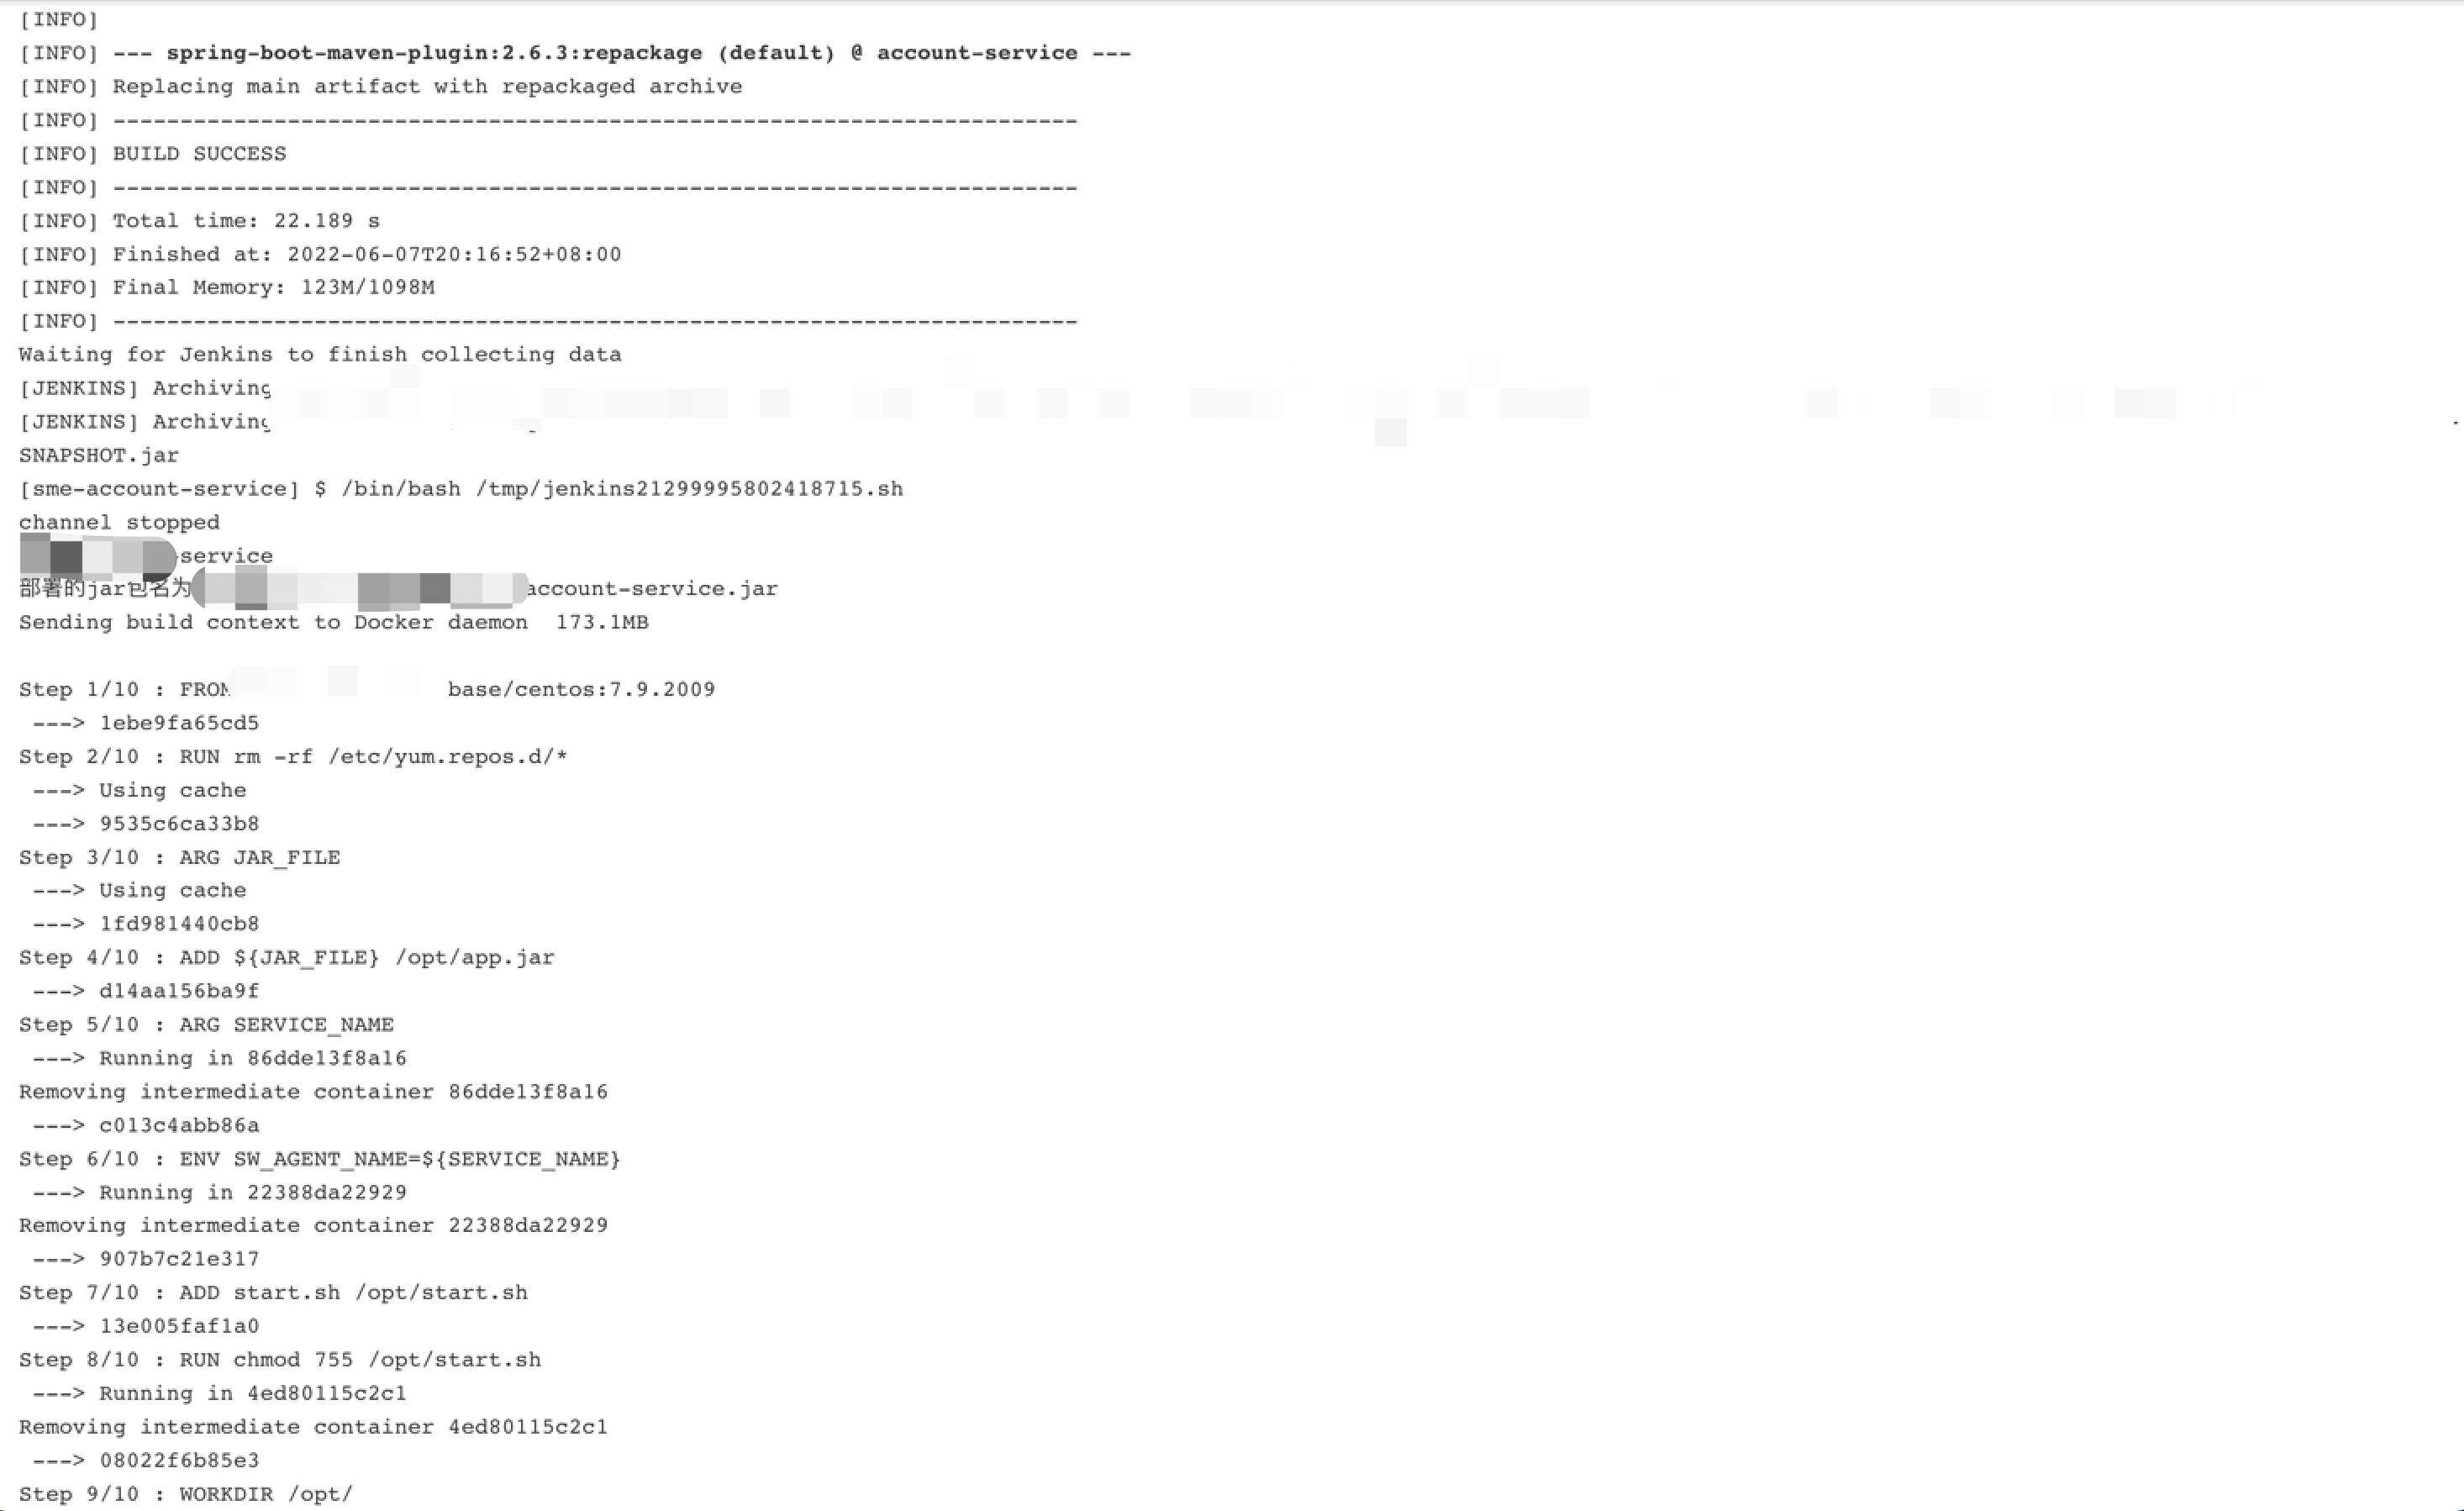 [INFO]
[INFO] --- spring-boot-maven-plugin:2.6.3:repackage (default) @ account-service ---
[INFO] Replacing main artifact with repackaged archive
[INFO] ------------------------------------------------------------------------
[INFO] BUILD SUCCESS
[INFO] ------------------------------------------------------------------------
[INFO] Total time: 22.189 s
[INFO] Finished at: 2022-06-07T20:16:52+08:00
[INFO] Final Memory: 123M/1098M
[INFO] ------------------------------------------------------------------------
Waiting for Jenkins to finish collecting data
[JENKINS] Archiving
[JENKINS] Archiving
SNAPSHOT.jar
[sme-account-service] $ /bin/bash /tmp/jenkins21299995802418715.sh
channel stopped
service
部署的jar包名为 account-service.jar
Sending build context to Docker daemon  173.1MB
Step 1/10 : FROM base/centos:7.9.2009
 ---> 1ebe9fa65cd5
Step 2/10 : RUN rm -rf /etc/yum.repos.d/*
 ---> Using cache
 ---> 9535c6ca33b8
Step 3/10 : ARG JAR_FILE
 ---> Using cache
 ---> 1fd981440cb8
Step 4/10 : ADD ${JAR_FILE} /opt/app.jar
 ---> d14aa156ba9f
Step 5/10 : ARG SERVICE_NAME
 ---> Running in 86dde13f8a16
Removing intermediate container 86dde13f8a16
 ---> c013c4abb86a
Step 6/10 : ENV SW_AGENT_NAME=${SERVICE_NAME}
 ---> Running in 22388da22929
Removing intermediate container 22388da22929
 ---> 907b7c21e317
Step 7/10 : ADD start.sh /opt/start.sh
 ---> 13e005faf1a0
Step 8/10 : RUN chmod 755 /opt/start.sh
 ---> Running in 4ed80115c2c1
Removing intermediate container 4ed80115c2c1
 ---> 08022f6b85e3
Step 9/10 : WORKDIR /opt/